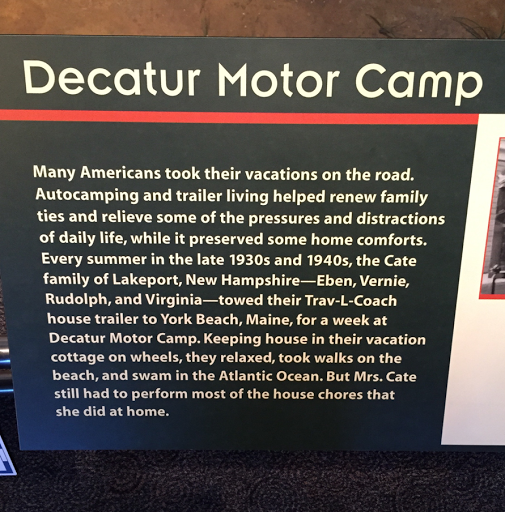 Decatur Motor Camp
Many Americans took their vacations on the road.
Autocamping and trailer living helped renew family
ties and relieve some of the pressures and distractions
of daily life, while it preserved some home comforts.
Every summer in the late 1930s and 1940s, the Cate
family of Lakeport, New Hampshire—Eben, Vernie,
Rudolph, and Virginia—towed their Trav-L-Coach
house trailer to York Beach, Maine, for a week at
Decatur Motor Camp. Keeping house in their vacation
cottage on wheels, they relaxed, took walks on the
beach, and swam in the Atlantic Ocean. But Mrs. Cate
still had to perform most of the house chores that
she did at home.